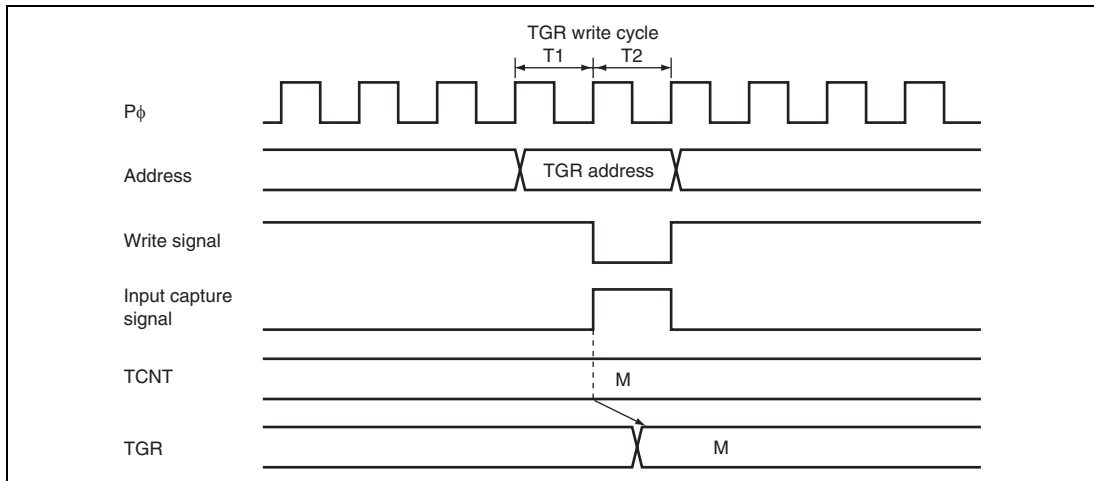 TGR write cycle
T1 T2
Pϕ
Address
TGR address
Write signal
Input capture
signal
TCNT
M
TGR
M